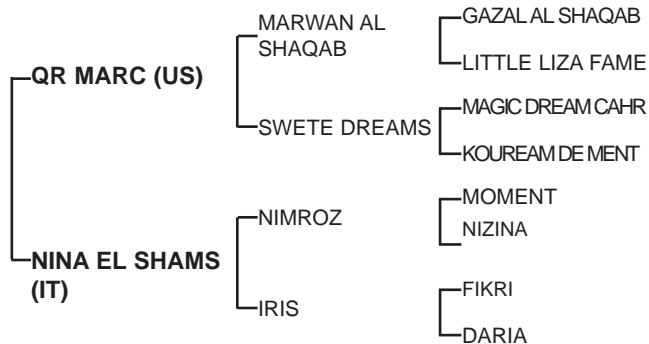 MARWAN AL
SHAQAB
GAZAL AL SHAQAB
LITTLE LIZA FAME
QR MARC (US)
SWETE DREAMS
MAGIC DREAM CAHR
KOUREAM DE MENT
NINA EL SHAMS
(IT)
NIMROZ
MOMENT
NIZINA
IRIS
FIKRI
DARIA